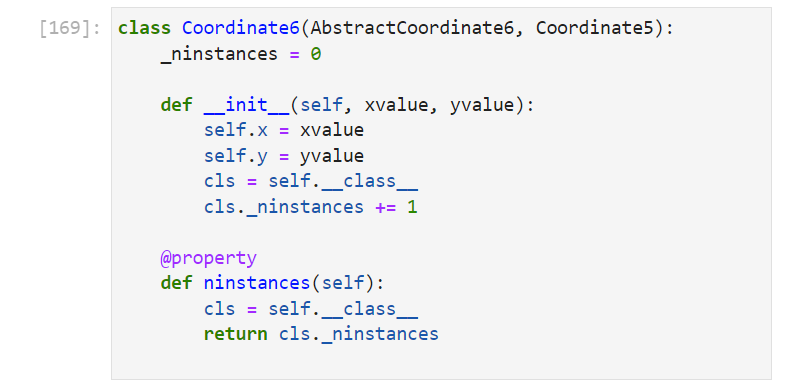 [169]: class Coordinate6(AbstractCoordinate6, Coordinate5):
    _ninstances = 0

    def __init__(self, xvalue, yvalue):
        self.x = xvalue
        self.y = yvalue
        cls = self.__class__
        cls._ninstances += 1

    @property
    def ninstances(self):
        cls = self.__class__
        return cls._ninstances